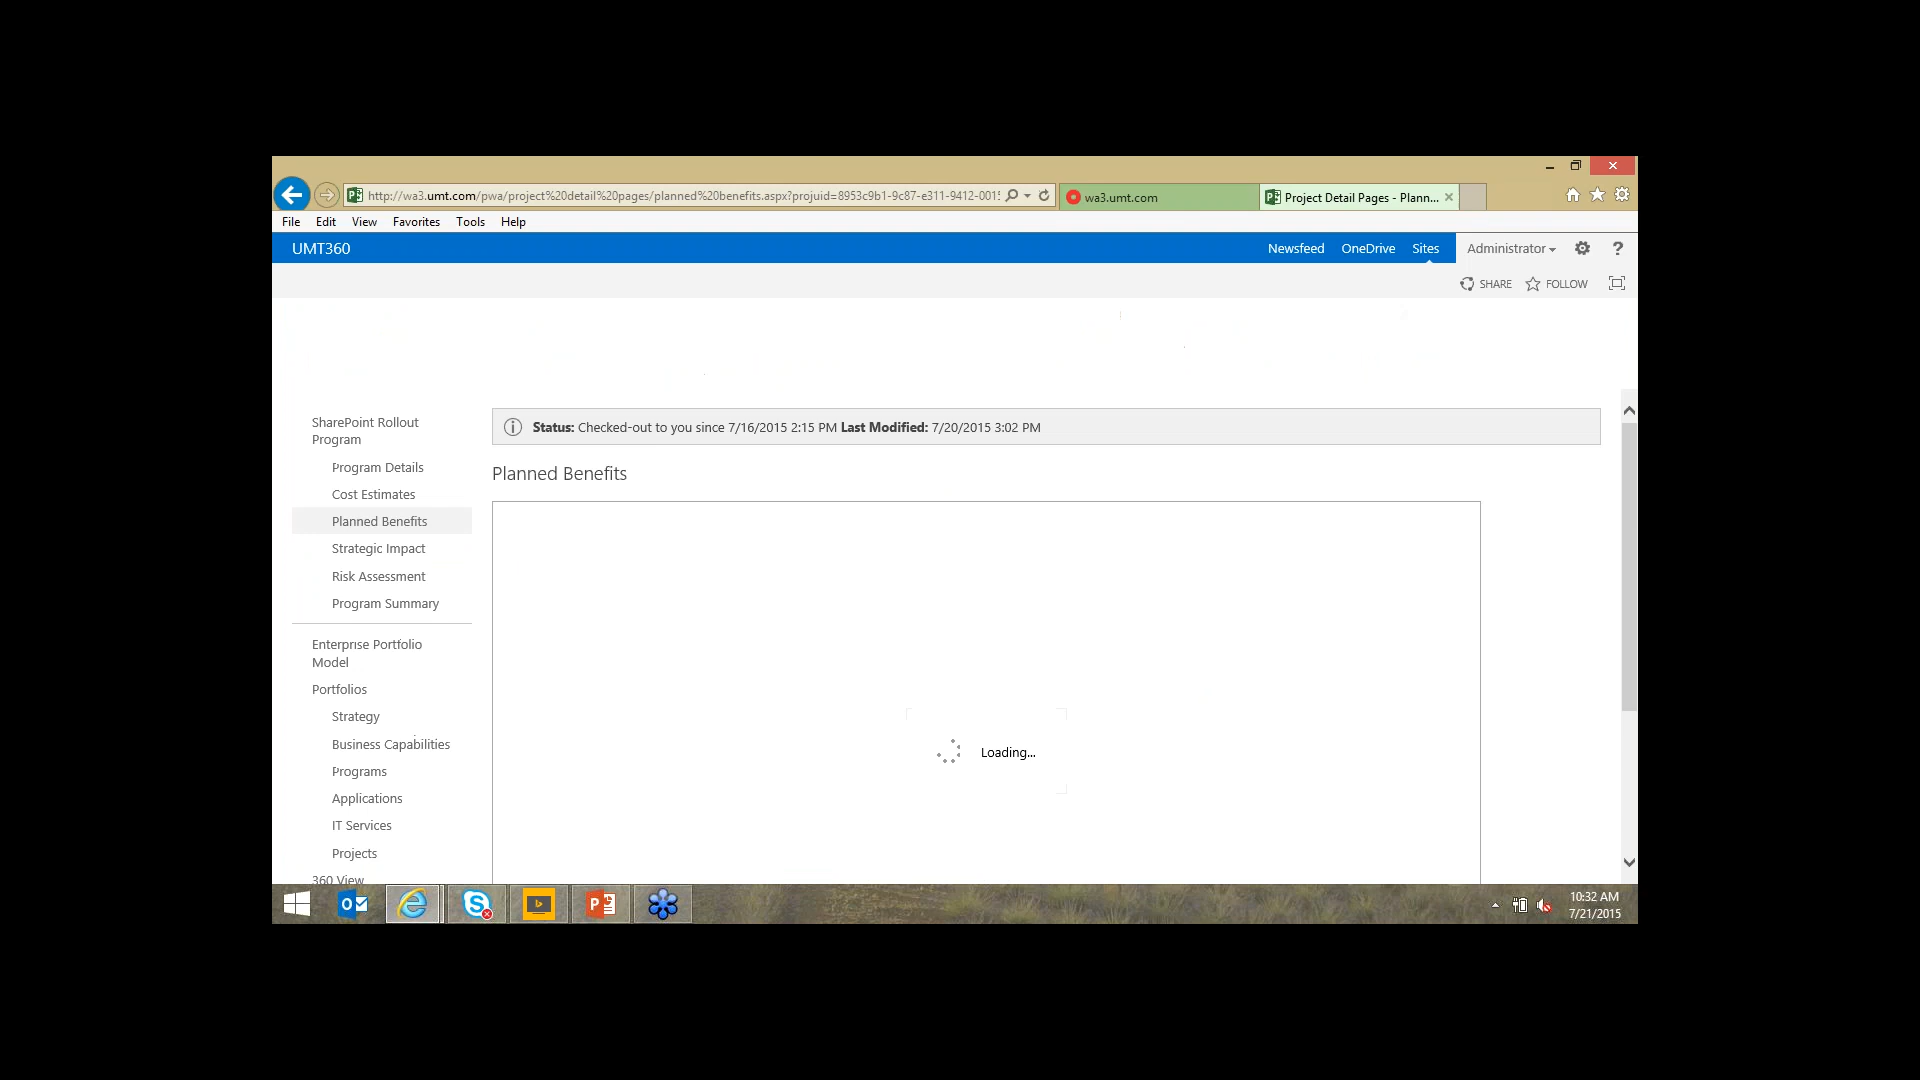 http://wa3.umt.com/pwa/project%20detail%20pages/planned%20benefits.aspx?projuid=8953c9b1-9c87-e311-9412-0015
wa3.umt.com
Project Detail Pages - Plann...
File Edit View Favorites Tools Help
UMT360
Newsfeed OneDrive Sites Administrator ?
SHARE FOLLOW
SharePoint Rollout
Program
Program Details
Cost Estimates
Planned Benefits
Strategic Impact
Risk Assessment
Program Summary
Enterprise Portfolio
Model
Portfolios
Strategy
Business Capabilities
Programs
Applications
IT Services
Projects
360 View
Status: Checked-out to you since 7/16/2015 2:15 PM Last Modified: 7/20/2015 3:02 PM
Planned Benefits
Loading...
10:32 AM
7/21/2015